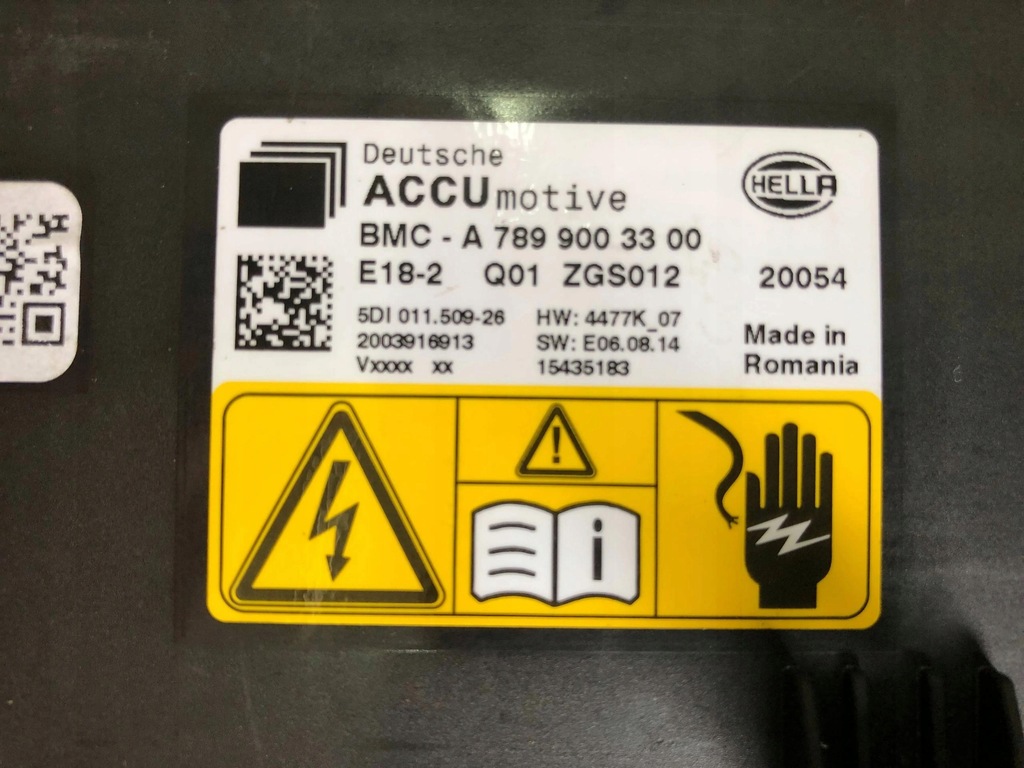 Deutsche
ACCUmotive
HELLA
BMC - A 789 900 33 00
E18-2 Q01 ZGS012 20054
5DI 011.509-26 HW: 4477K_07
2003916913 SW: E06.08.14
Vxxxx xx 15435183
Made in
Romania
!
i